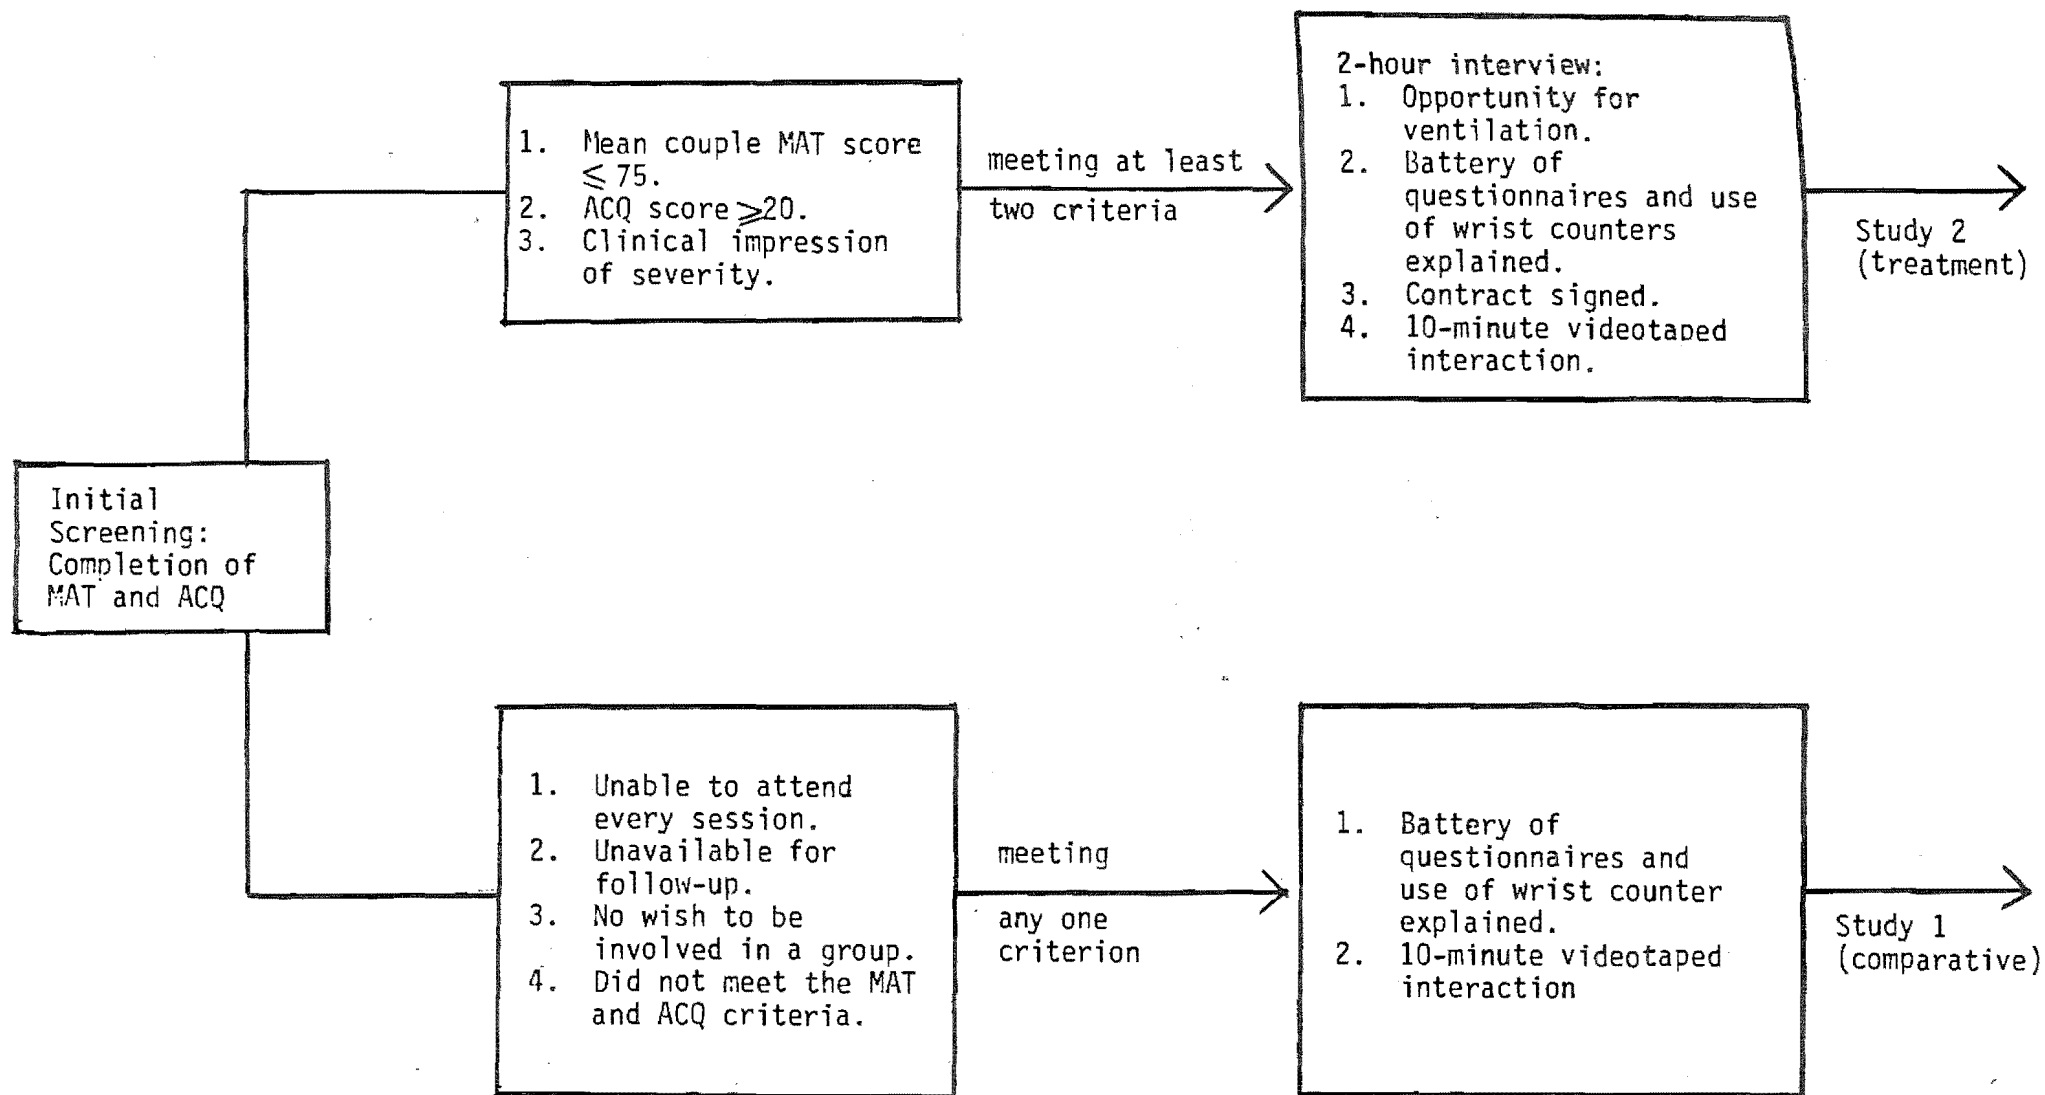 Initial
Screening:
Completion of
MAT and ACQ
1. Mean couple MAT score
⩽ 75.
2. ACQ score ⩾20.
3. Clinical impression
of severity.
meeting at least
two criteria
2-hour interview:
1. Opportunity for
ventilation.
2. Battery of
questionnaires and use
of wrist counters
explained.
3. Contract signed.
4. 10-minute videotaped
interaction.
Study 2
(treatment)
1. Unable to attend
every session.
2. Unavailable for
follow-up.
3. No wish to be
involved in a group.
4. Did not meet the MAT
and ACQ criteria.
meeting
any one
criterion
1. Battery of
questionnaires and
use of wrist counter
explained.
2. 10-minute videotaped
interaction
Study 1
(comparative)